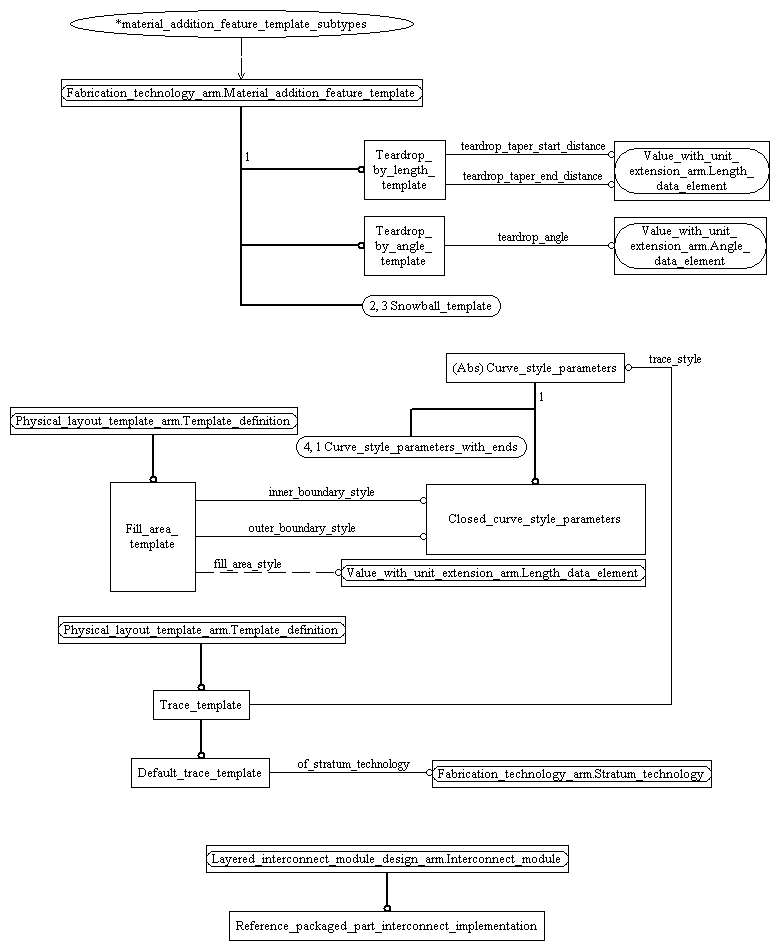 *material_addition_feature_template_subtypes
Fabrication_technology_arm.Material_addition_feature_template
1
Teardrop_
by_length_
template
teardrop_taper_start_distance
teardrop_taper_end_distance
Value_with_unit_
extension_arm.Length_
data_element
Teardrop_
by_angle_
template
teardrop_angle
Value_with_unit_
extension_arm.Angle_
data_element
2, 3 Snowball_template
(Abs) Curve_style_parameters
trace_style
1
Physical_layout_template_arm.Template_definition
4, 1 Curve_style_parameters_with_ends
Fill_area_
template
inner_boundary_style
outer_boundary_style
Closed_curve_style_parameters
fill_area_style
Value_with_unit_extension_arm.Length_data_element
Physical_layout_template_arm.Template_definition
Trace_template
Default_trace_template
of_stratum_technology
Fabrication_technology_arm.Stratum_technology
Layered_interconnect_module_design_arm.Interconnect_module
Reference_packaged_part_interconnect_implementation